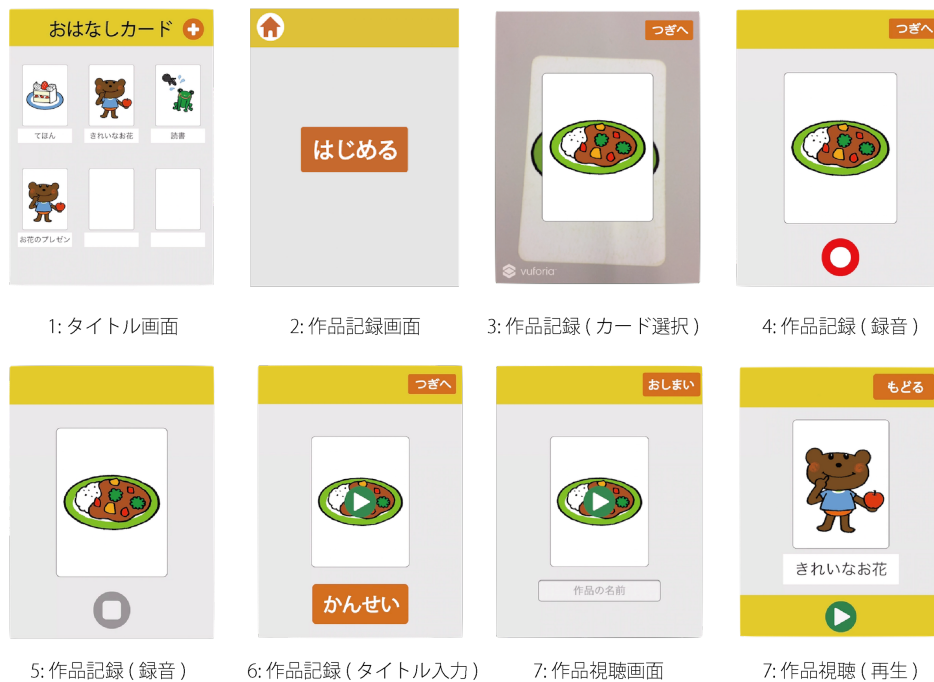 おはなしカード
てほん
きれいなお花
読書
お花のプレゼン
1: タイトル画面
はじめる
2: 作品記録画面
つぎへ
vuforia
3: 作品記録 ( カード選択 )
つぎへ
4: 作品記録 ( 録音 )
5: 作品記録 ( 録音 )
つぎへ
かんせい
6: 作品記録 ( タイトル入力 )
おしまい
作品の名前
7: 作品視聴画面
もどる
きれいなお花
7: 作品視聴 ( 再生 )